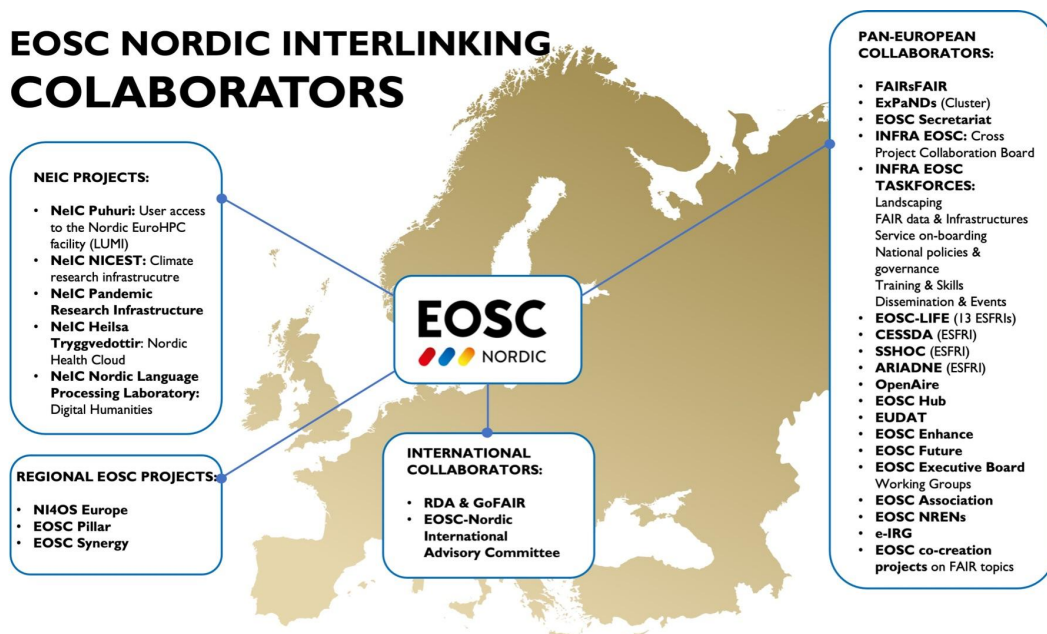 EOSC NORDIC INTERLINKING
COLABORATORS
NEIC PROJECTS:
• NeIC Puhuri: User access
to the Nordic EuroHPC
facility (LUMI)
• NeIC NICEST: Climate
research infrastrucutre
• NeIC Pandemic
Research Infrastructure
• NeIC Heilsa
Tryggvedottir: Nordic
Health Cloud
• NeIC Nordic Language
Processing Laboratory:
Digital Humanities
REGIONAL EOSC PROJECTS:
• NI4OS Europe
• EOSC Pillar
• EOSC Synergy
EOSC
NORDIC
INTERNATIONAL
COLLABORATORS:
• RDA & GoFAIR
• EOSC-Nordic
International
Advisory Committee
PAN-EUROPEAN
COLLABORATORS:
• FAIRsFAIR
• ExPaNDs (Cluster)
• EOSC Secretariat
• INFRA EOSC: Cross
Project Collaboration Board
• INFRA EOSC
TASKFORCES:
Landscaping
FAIR data & Infrastructures
Service on-boarding
National policies &
governance
Training & Skills
Dissemination & Events
• EOSC-LIFE (13 ESFRIs)
• CESSDA (ESFRI)
• SSHOC (ESFRI)
• ARIADNE (ESFRI)
• OpenAire
• EOSC Hub
• EUDAT
• EOSC Enhance
• EOSC Future
• EOSC Executive Board
Working Groups
• EOSC Association
• EOSC NRENs
• e-IRG
• EOSC co-creation
projects on FAIR topics